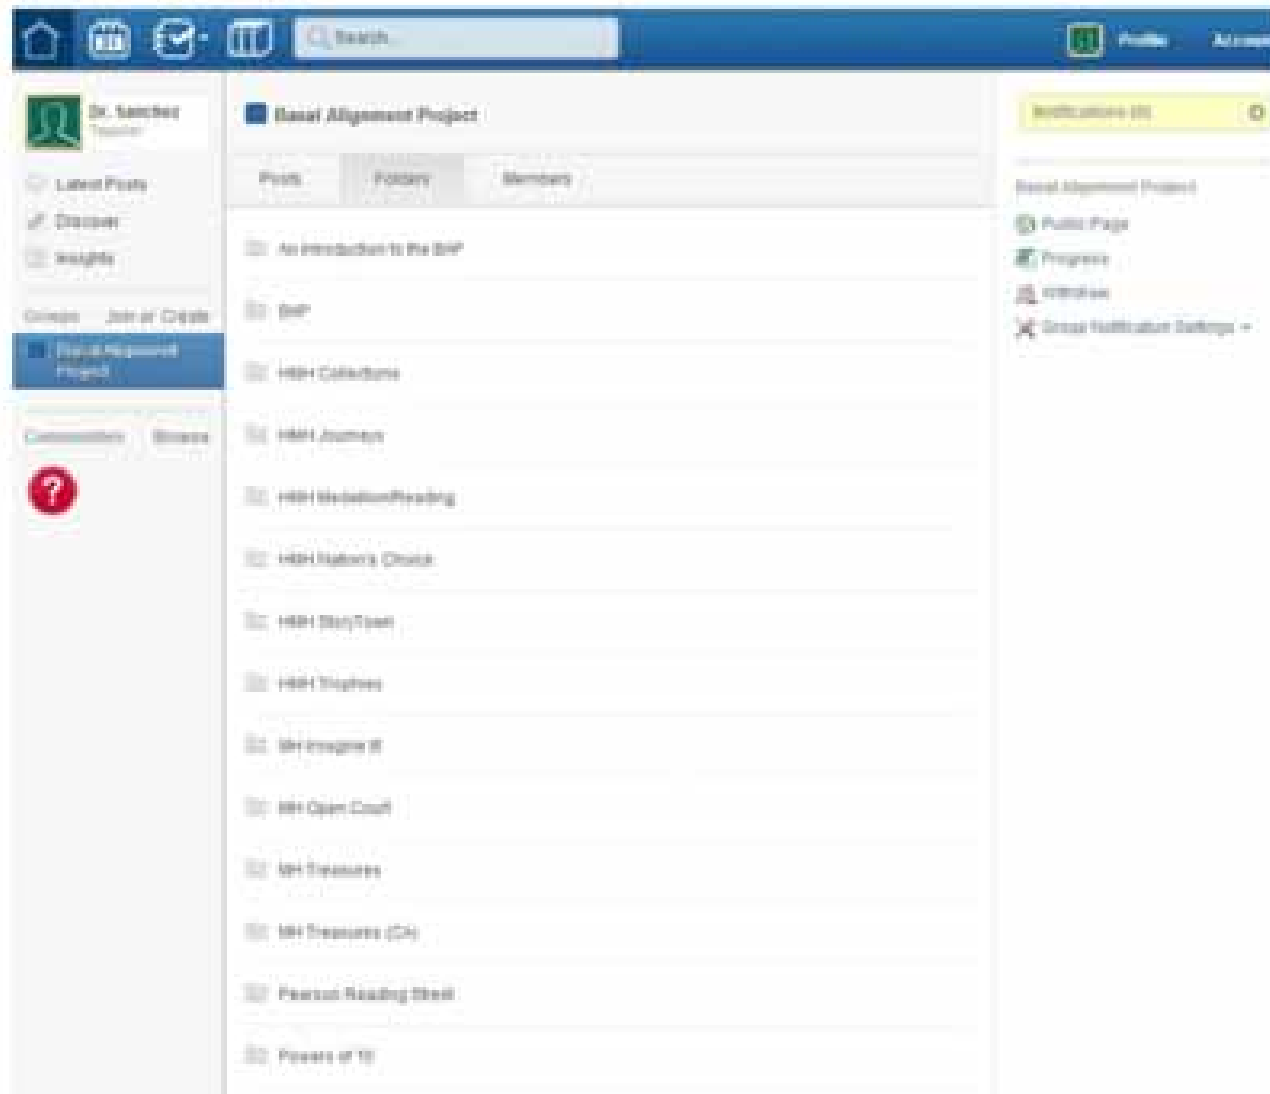 Search...
Profile
Dr. Sanchez
Teacher
Latest Posts
Discover
Insights
Groups Join or Create
Basal Alignment
Project
Communities Browse
?
Basal Alignment Project
Posts Folders Members
An Introduction to the BAP
BAP
HMH Collections
HMH Journeys
HMH Medallion/Reading
HMH Nation's Choice
HMH StoryTown
HMH Trophies
MH Imagine It!
MH Open Court
MH Treasures
MH Treasures (CA)
Pearson Reading Street
Powers of 10
Notifications (0)
Basal Alignment Project
Public Page
Progress
Withdraw
Group Notification Settings